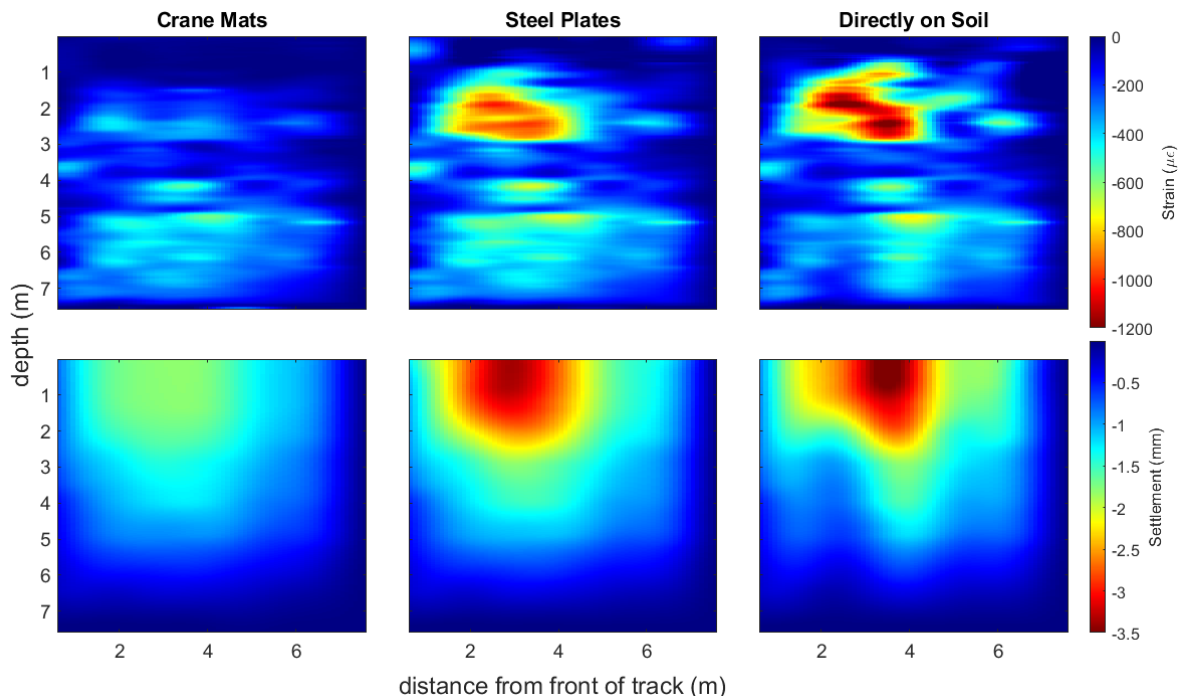 Crane Mats
Steel Plates
Directly on Soil
1
2
3
4
5
6
7
0
-200
-400
-600
-800
-1000
-1200
Strain (με)
depth (m)
1
2
3
4
5
6
7
2 4 6
2 4 6
2 4 6
-0.5
-1
-1.5
-2
-2.5
-3
-3.5
Settlement (mm)
distance from front of track (m)